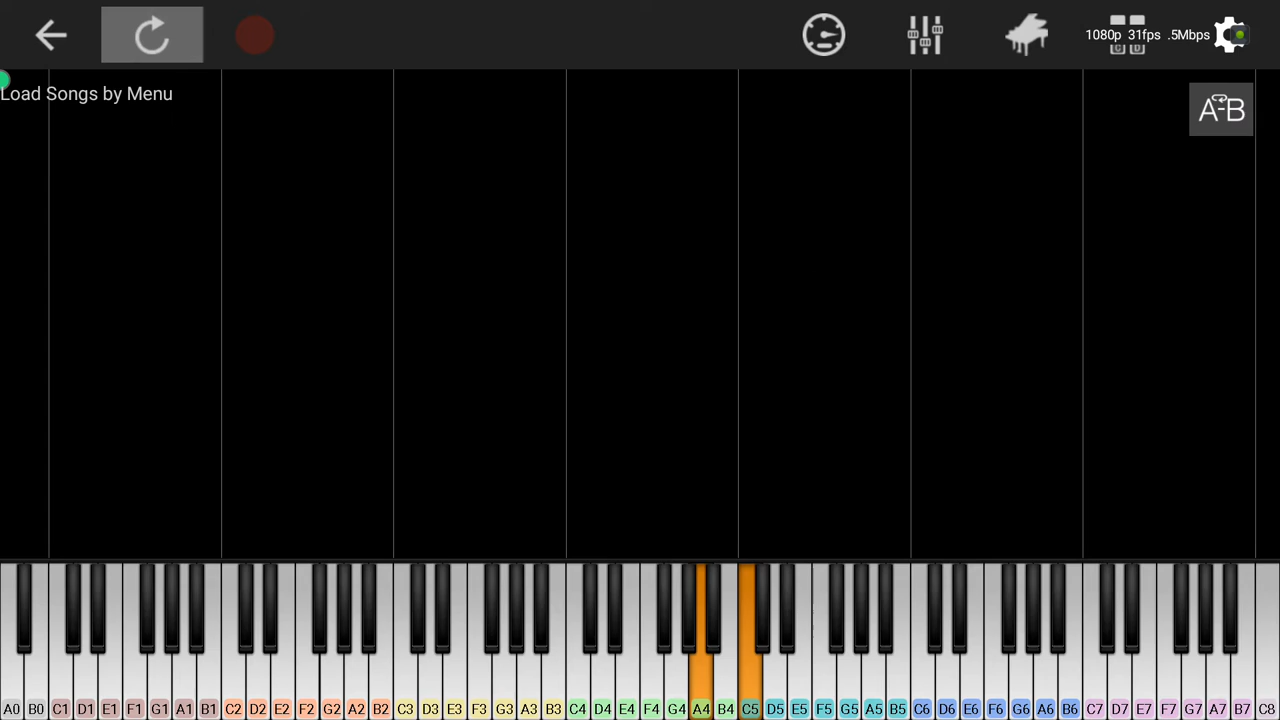 1080p 31fps .5Mbps
Load Songs by Menu
A-B
A0 B0 C1 D1 E1 F1 G1 A1 B1 C2 D2 E2 F2 G2 A2 B2 C3 D3 E3 F3 G3 A3 B3 C4 D4 E4 F4 G4 A4 B4 C5 D5 E5 F5 G5 A5 B5 C6 D6 E6 F6 G6 A6 B6 C7 D7 E7 F7 G7 A7 B7 C8